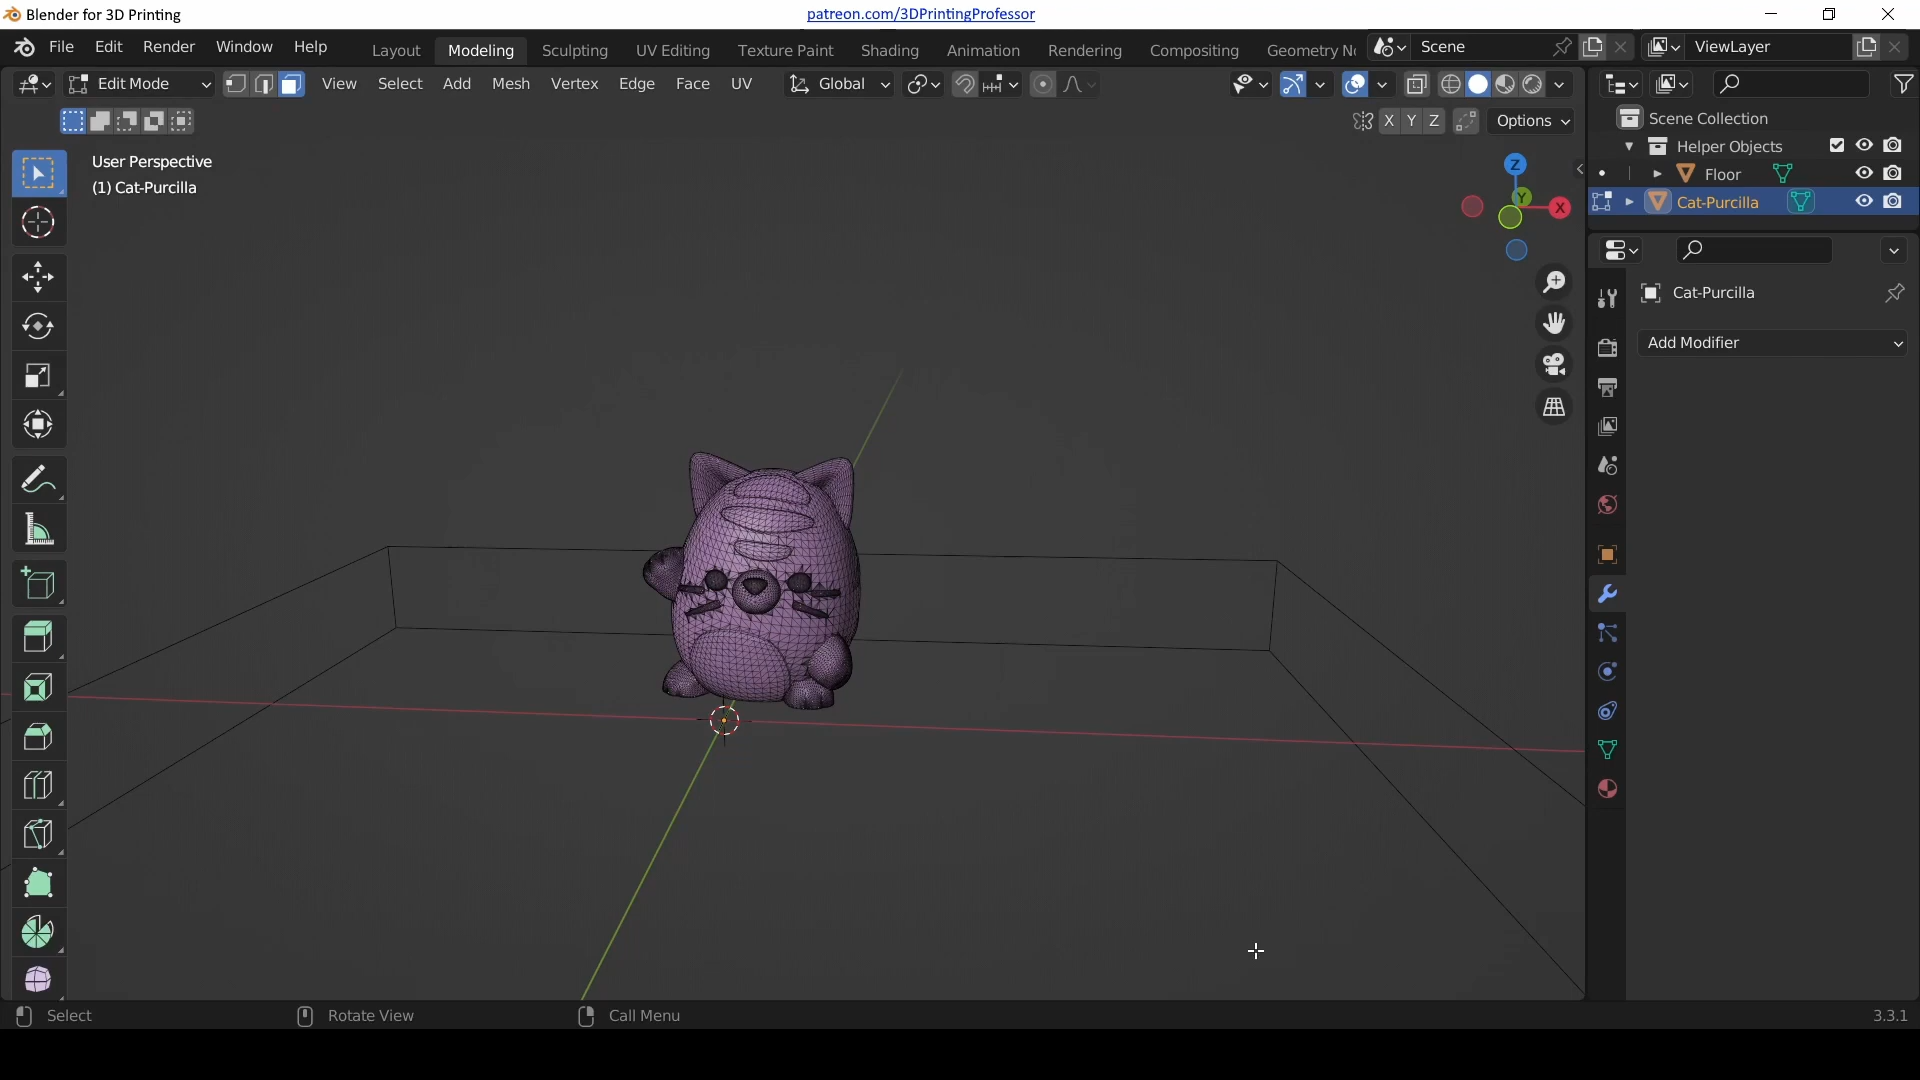 Blender for 3D Printing
patreon.com/3DPrintingProfessor
File Edit Render Window Help
Layout Modeling Sculpting UV Editing Texture Paint Shading Animation Rendering Compositing Geometry No
Scene
ViewLayer
Edit Mode
View Select Add Mesh Vertex Edge Face UV
Global
X Y Z
Options
User Perspective
(1) Cat-Purcilla
Z
Y
X
Scene Collection
Helper Objects
Floor
Cat-Purcilla
Cat-Purcilla
Add Modifier
Select
Rotate View
Call Menu
3.3.1